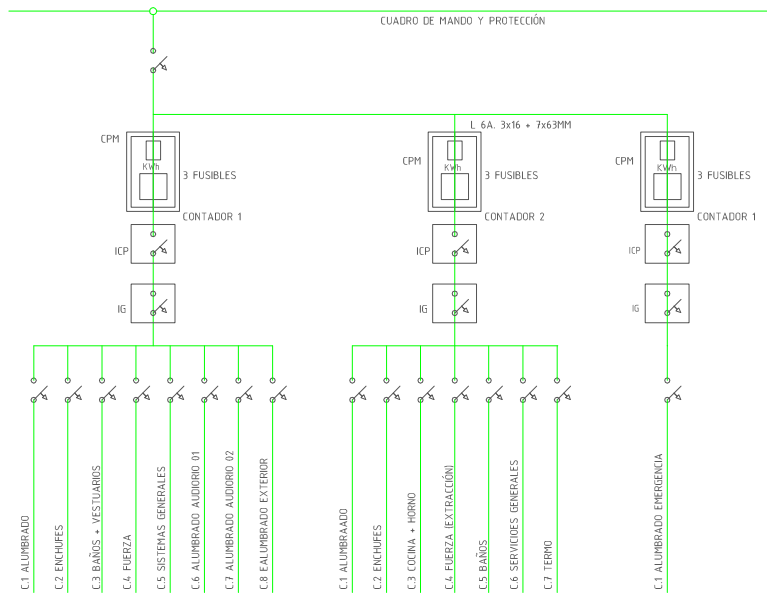 CUADRO DE MANDO Y PROTECCIÓN
L 6A. 3x16 + 7x63MM
CPM
KWh
3 FUSIBLES
CONTADOR 1
ICP
IG
CPM
KWh
3 FUSIBLES
CONTADOR 2
ICP
IG
CPM
KWh
3 FUSIBLES
CONTADOR 1
ICP
IG
C.1 ALUMBRADO
C.2 ENCHUFES
C.3 BAÑOS + VESTUARIOS
C.4 FUERZA
C.5 SISTEMAS GENERALES
C.6 ALUMBRADO AUDIORIO 01
C.7 ALUMBRADO AUDIORIO 02
C.8 EALUMBRADO EXTERIOR
C.1 ALUMBRAADO
C.2 ENCHUFES
C.3 COCINA + HORNO
C.4 FUERZA (EXTRACCIÓN)
C.5 BAÑOS
C.6 SERVICIOES GENERALES
C.7 TERMO
C.1 ALUMBRADO EMERGENCIA